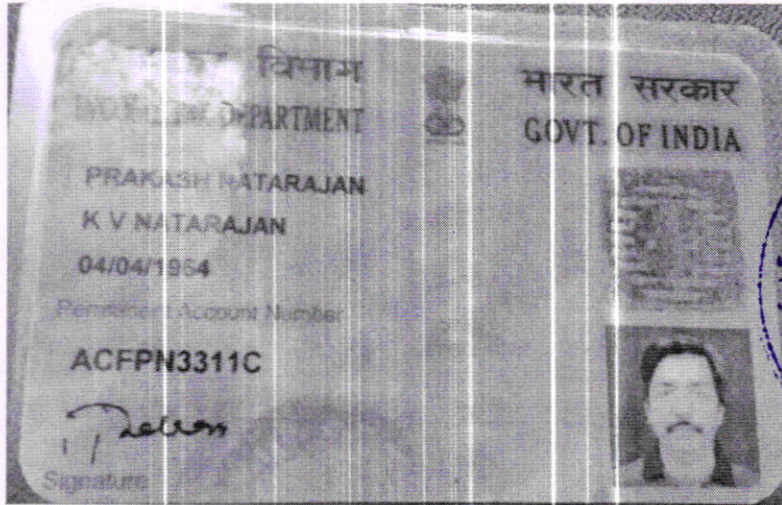 विभाग
भारत सरकार
DEPARTMENT
GOVT. OF INDIA
PRAKASH NATARAJAN
K V NATARAJAN
04/04/1964
Permanent Account Number
ACFPN3311C
Signature